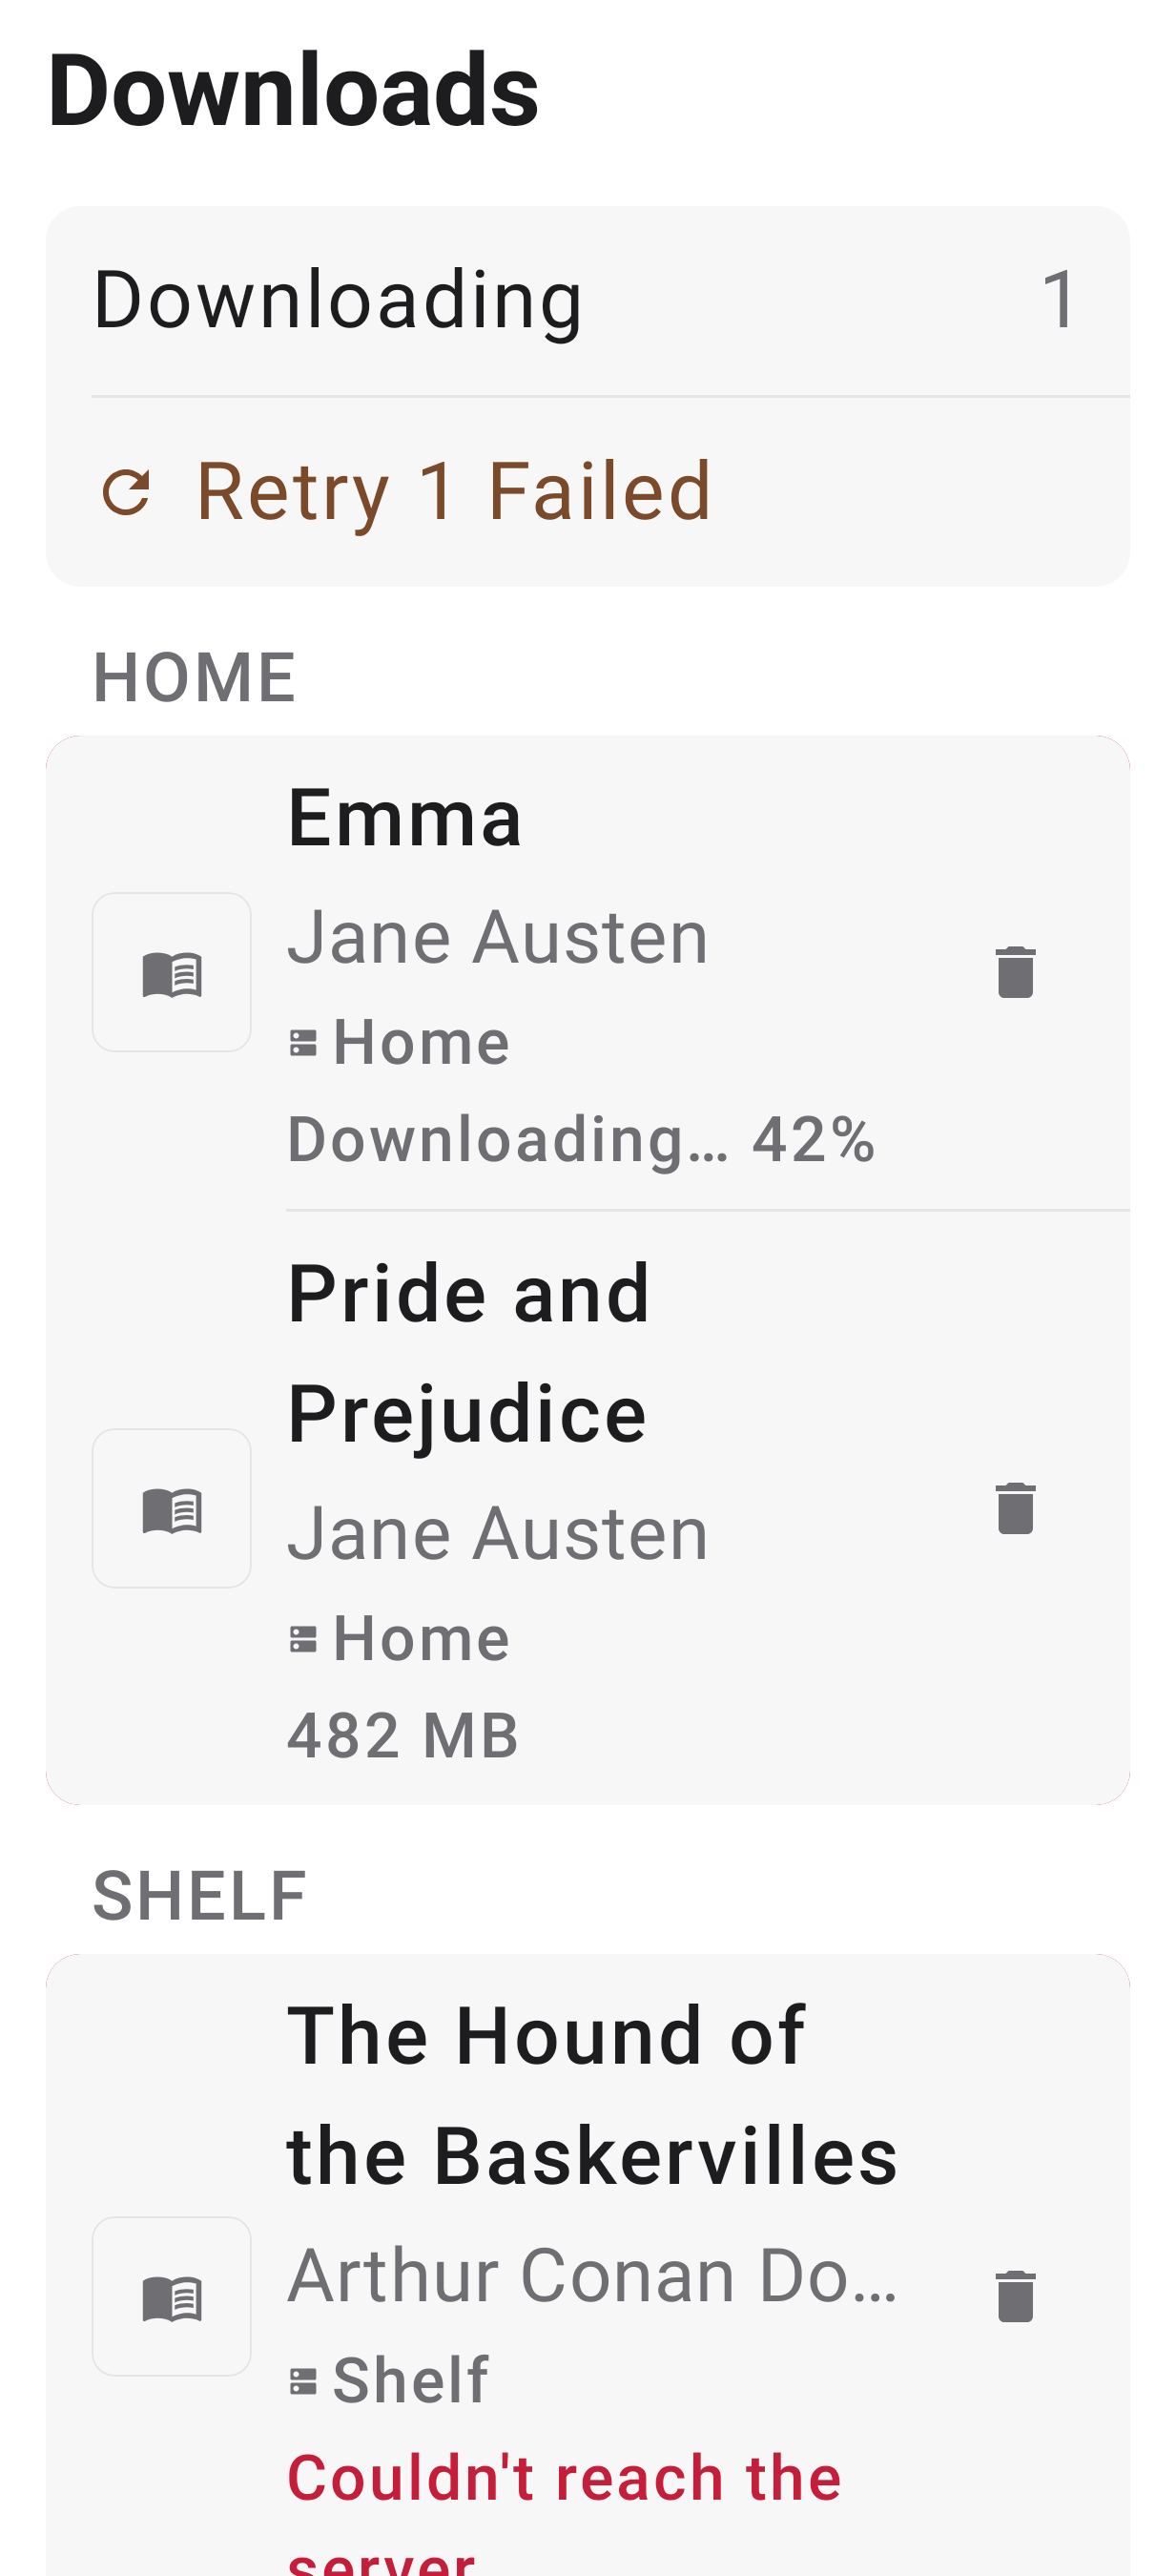 Downloads
Downloading 1
Retry 1 Failed
HOME
Emma
Jane Austen
Home
Downloading… 42%
Pride and
Prejudice
Jane Austen
Home
482 MB
SHELF
The Hound of
the Baskervilles
Arthur Conan Do…
Shelf
Couldn't reach the
server